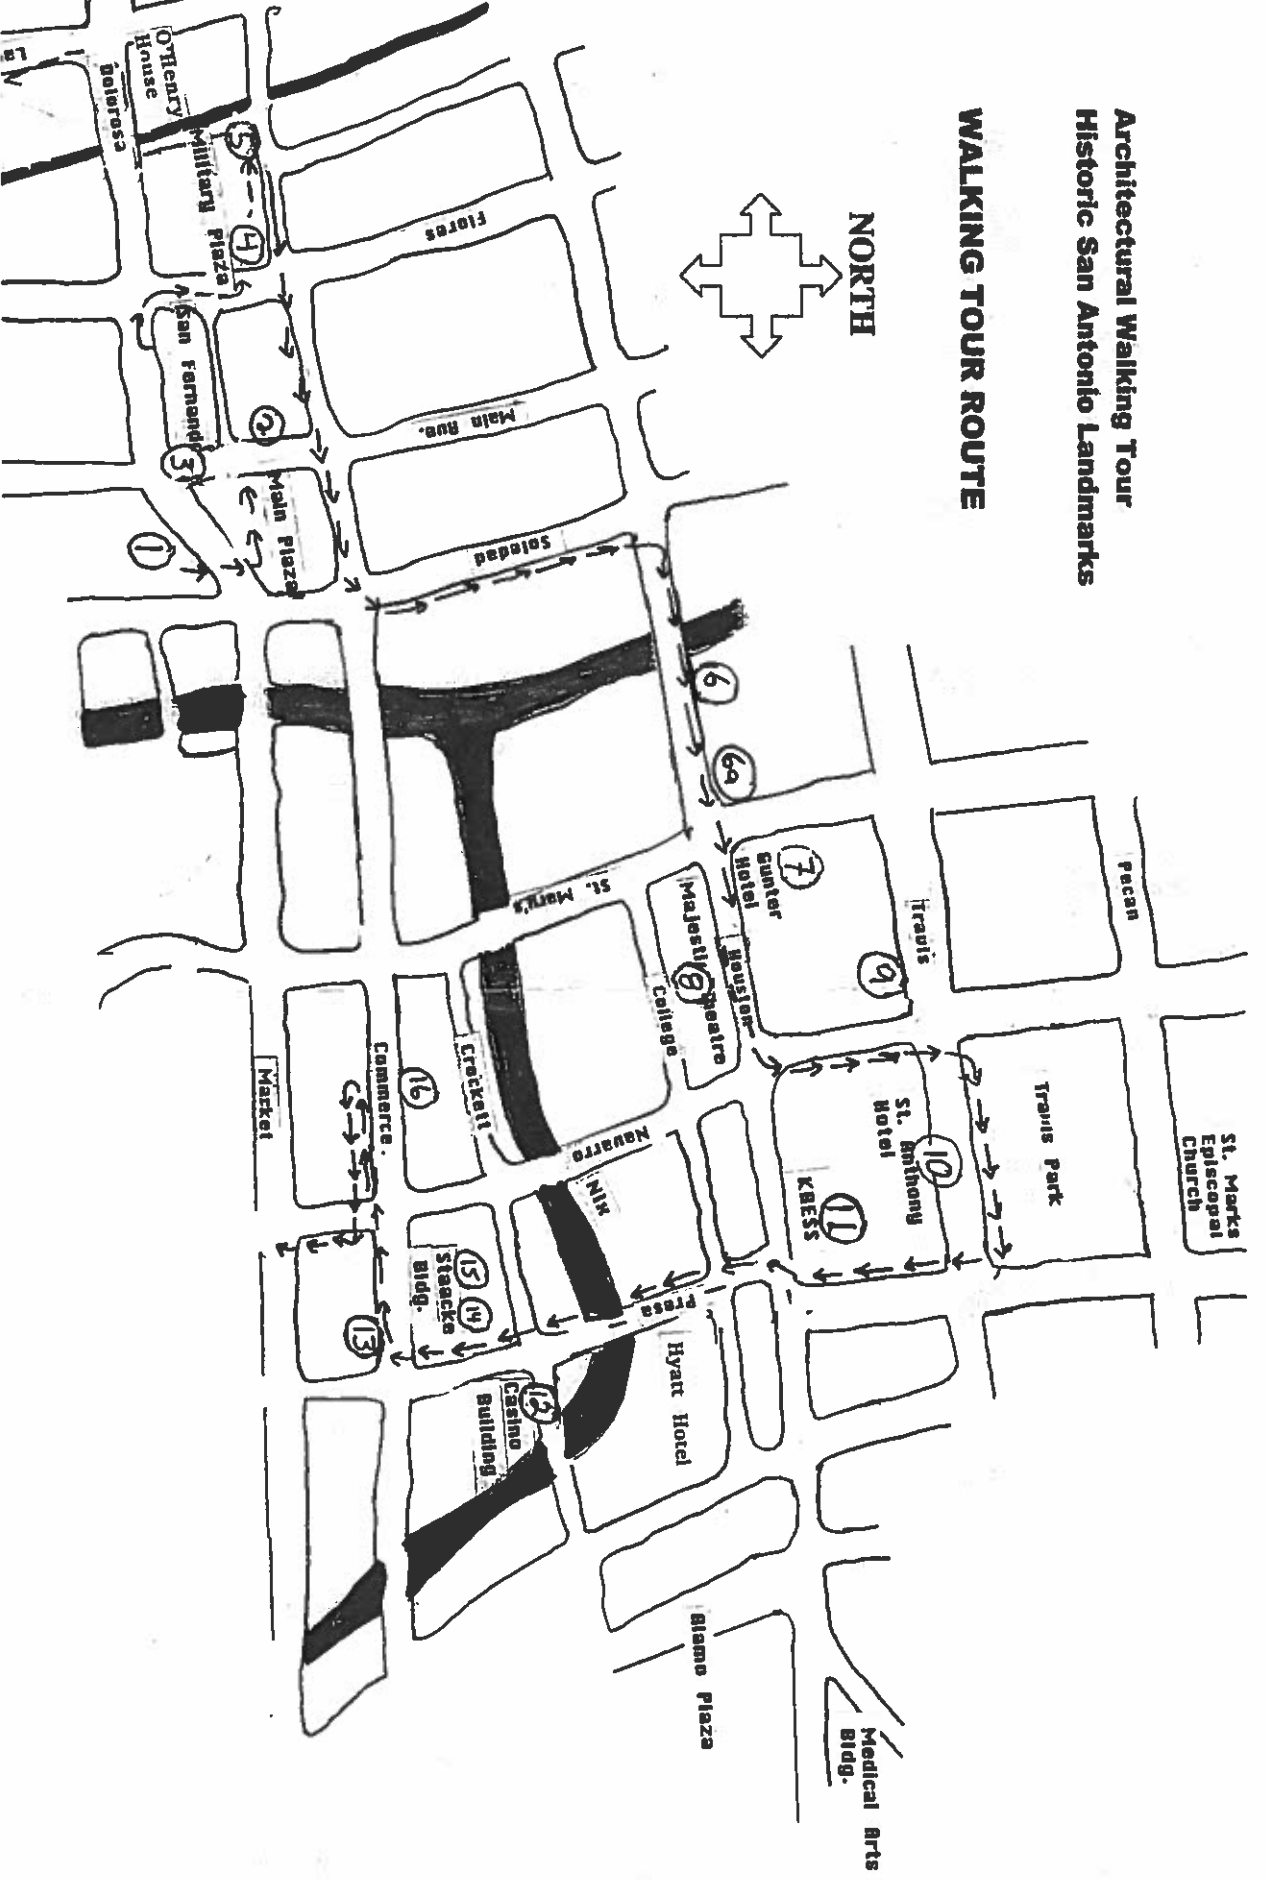 Architectural Walking Tour
Historic San Antonio Landmarks
WALKING TOUR ROUTE
NORTH
Pecan
St. Marks
Episcopal
Church
Travis
Travis Park
9
10
St. Anthony
Hotel
11
KRESS
7
Gunter
Hotel
Houston
6
6a
Majestic Theatre
8
College
Medical Arts
Bldg.
Alamo Plaza
Hyatt Hotel
Presa
Nix
Navarro
St. Mary's
Soledad
Main Ave.
Flores
Crockett
12
Casino
Building
15
14
Staacke
Bldg.
16
Commerce.
13
Market
Main Plaza
2
1
3
San Fernando
4
5
Military Plaza
O'Henry
House
Dolorosa